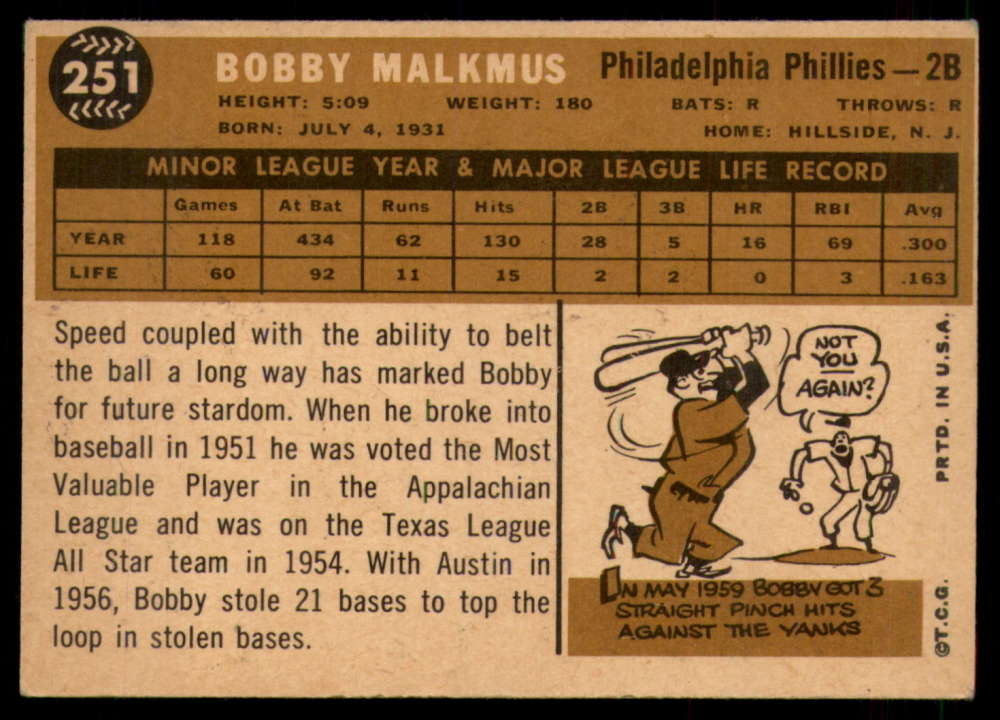 251
BOBBY MALKMUS Philadelphia Phillies — 2B
HEIGHT: 5:09 WEIGHT: 180 BATS: R THROWS: R
BORN: JULY 4, 1931 HOME: HILLSIDE, N. J.
MINOR LEAGUE YEAR & MAJOR LEAGUE LIFE RECORD
Games At Bat Runs Hits 2B 3B HR RBI Avg
YEAR 118 434 62 130 28 5 16 69 .300
LIFE 60 92 11 15 2 2 0 3 .163
Speed coupled with the ability to belt
the ball a long way has marked Bobby
for future stardom. When he broke into
baseball in 1951 he was voted the Most
Valuable Player in the Appalachian
League and was on the Texas League
All Star team in 1954. With Austin in
1956, Bobby stole 21 bases to top the
loop in stolen bases.
NOT
YOU
AGAIN?
IN MAY 1959 BOBBY GOT 3
STRAIGHT PINCH HITS
AGAINST THE YANKS
©T.C.G. PRTD. IN U.S.A.